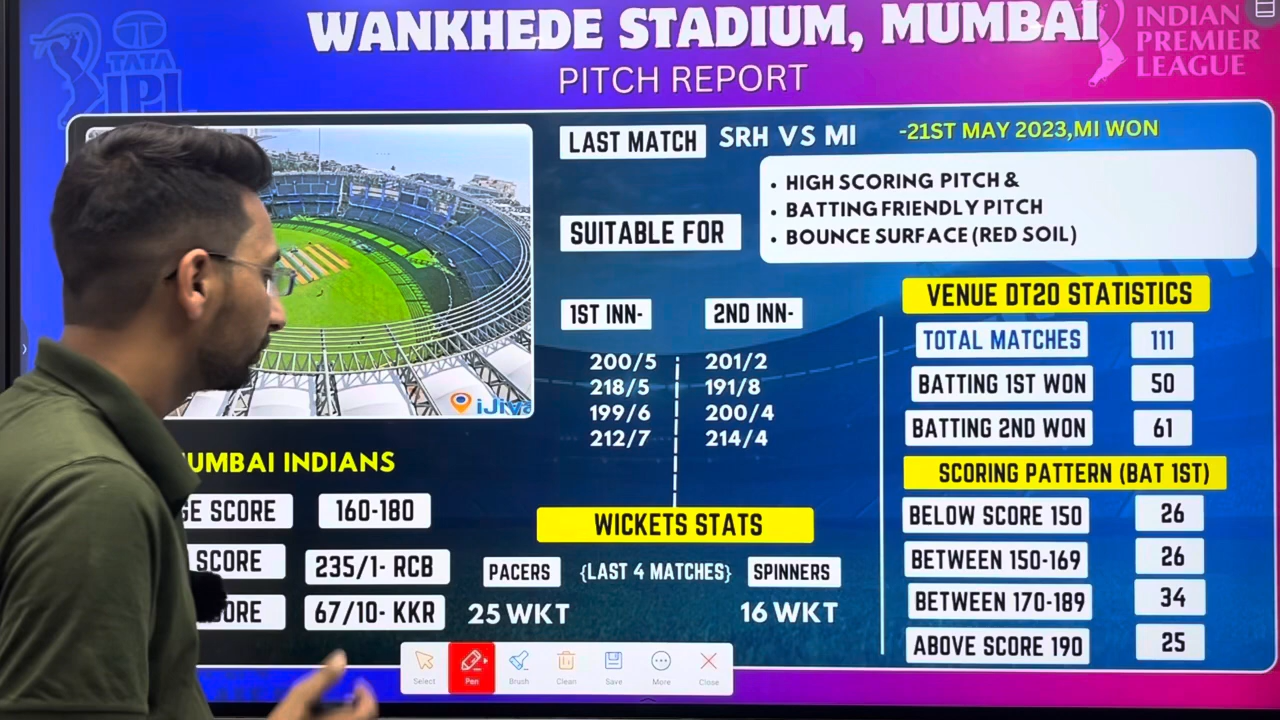 WANKHEDE STADIUM, MUMBAI
PITCH REPORT
TATA
IPL
INDIAN
PREMIER
LEAGUE
LAST MATCH SRH VS MI -21ST MAY 2023,MI WON
SUITABLE FOR
• HIGH SCORING PITCH &
• BATTING FRIENDLY PITCH
• BOUNCE SURFACE (RED SOIL)
1ST INN- 2ND INN-
200/5 201/2
218/5 191/8
199/6 200/4
212/7 214/4
UMBAI INDIANS
GE SCORE 160-180
SCORE 235/1- RCB
ORE 67/10- KKR
WICKETS STATS
PACERS {LAST 4 MATCHES} SPINNERS
25 WKT 16 WKT
VENUE DT20 STATISTICS
TOTAL MATCHES 111
BATTING 1ST WON 50
BATTING 2ND WON 61
SCORING PATTERN (BAT 1ST)
BELOW SCORE 150 26
BETWEEN 150-169 26
BETWEEN 170-189 34
ABOVE SCORE 190 25
Select Pen Brush Clean Save More Close